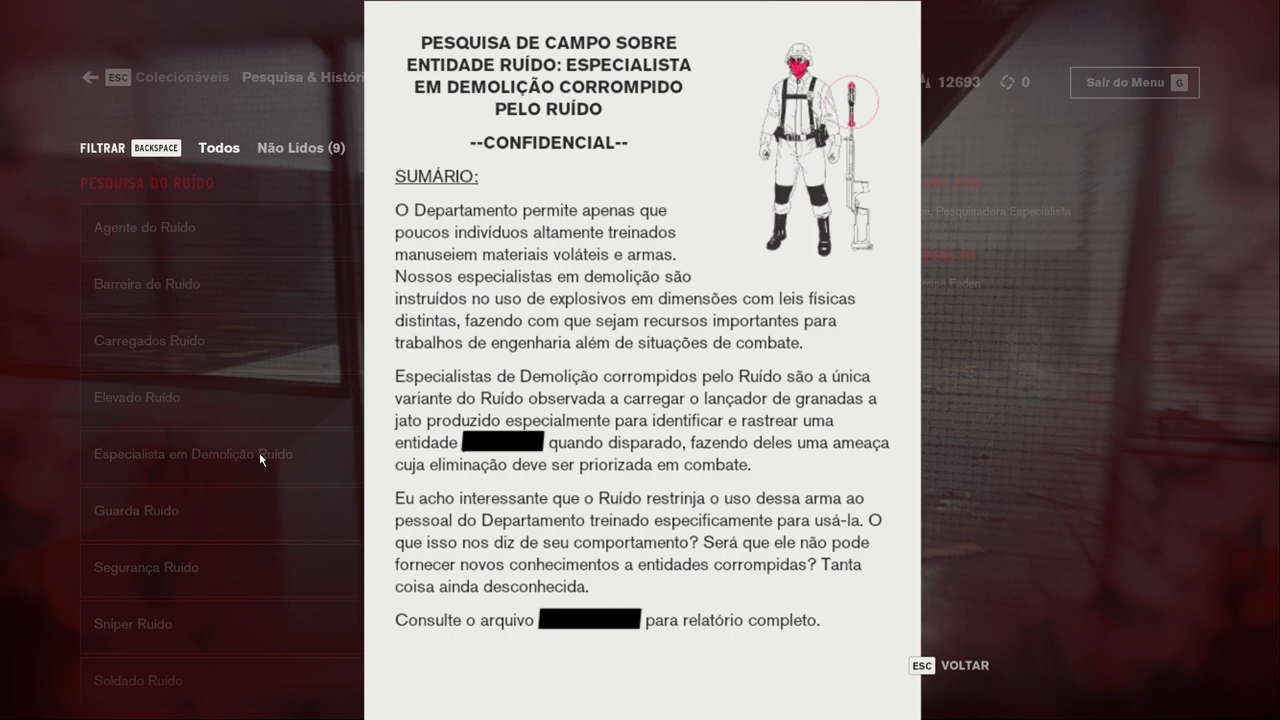 ESC Colecionáveis · Pesquisa & Históri
12693 0
Sair do Menu G
FILTRAR BACKSPACE Todos Não Lidos (9)
PESQUISA DO RUÍDO
Agente do Ruído
Barreira de Ruído
Carregados Ruído
Elevado Ruído
Especialista em Demolição Ruído
Guarda Ruído
Segurança Ruído
Sniper Ruído
Soldado Ruído
PESQUISA DE CAMPO SOBRE
ENTIDADE RUÍDO: ESPECIALISTA
EM DEMOLIÇÃO CORROMPIDO
PELO RUÍDO
--CONFIDENCIAL--
SUMÁRIO:
O Departamento permite apenas que
poucos indivíduos altamente treinados
manuseiem materiais voláteis e armas.
Nossos especialistas em demolição são
instruídos no uso de explosivos em dimensões com leis físicas
distintas, fazendo com que sejam recursos importantes para
trabalhos de engenharia além de situações de combate.
Especialistas de Demolição corrompidos pelo Ruído são a única
variante do Ruído observada a carregar o lançador de granadas a
jato produzido especialmente para identificar e rastrear uma
entidade quando disparado, fazendo deles uma ameaça
cuja eliminação deve ser priorizada em combate.
Eu acho interessante que o Ruído restrinja o uso dessa arma ao
pessoal do Departamento treinado especificamente para usá-la. O
que isso nos diz de seu comportamento? Será que ele não pode
fornecer novos conhecimentos a entidades corrompidas? Tanta
coisa ainda desconhecida.
Consulte o arquivo para relatório completo.
Pesquisadora Especialista
Faden
ESC VOLTAR